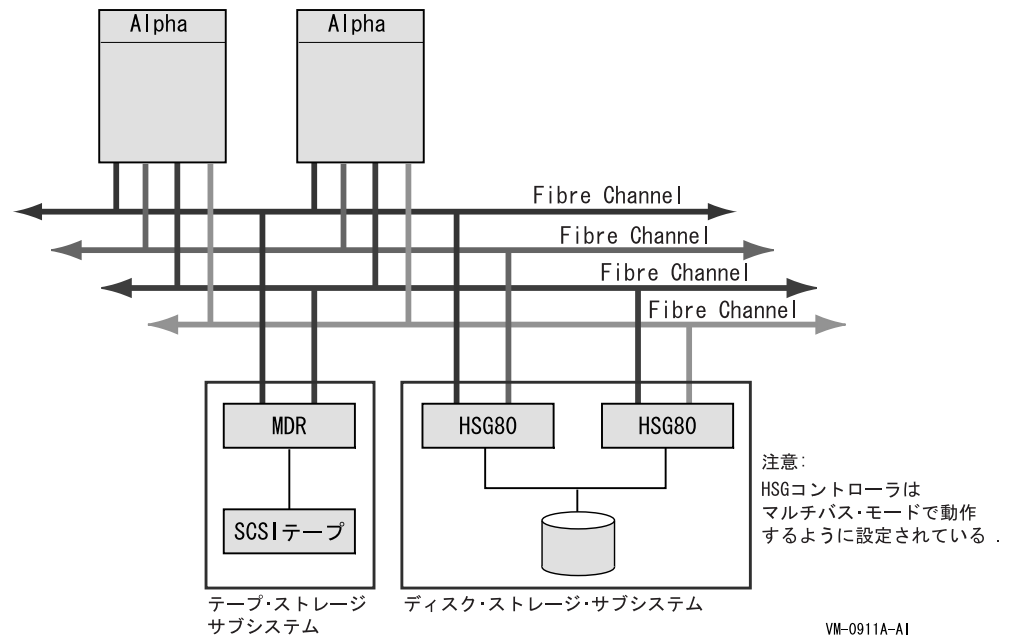 Alpha
Alpha
Fibre Channel
Fibre Channel
Fibre Channel
Fibre Channel
MDR
HSG80
HSG80
SCSIテープ
注意:
HSGコントローラは
マルチバス・モードで動作
するように設定されている .
テープ・ストレージ
サブシステム
ディスク・ストレージ・サブシステム
VM-0911A-AI